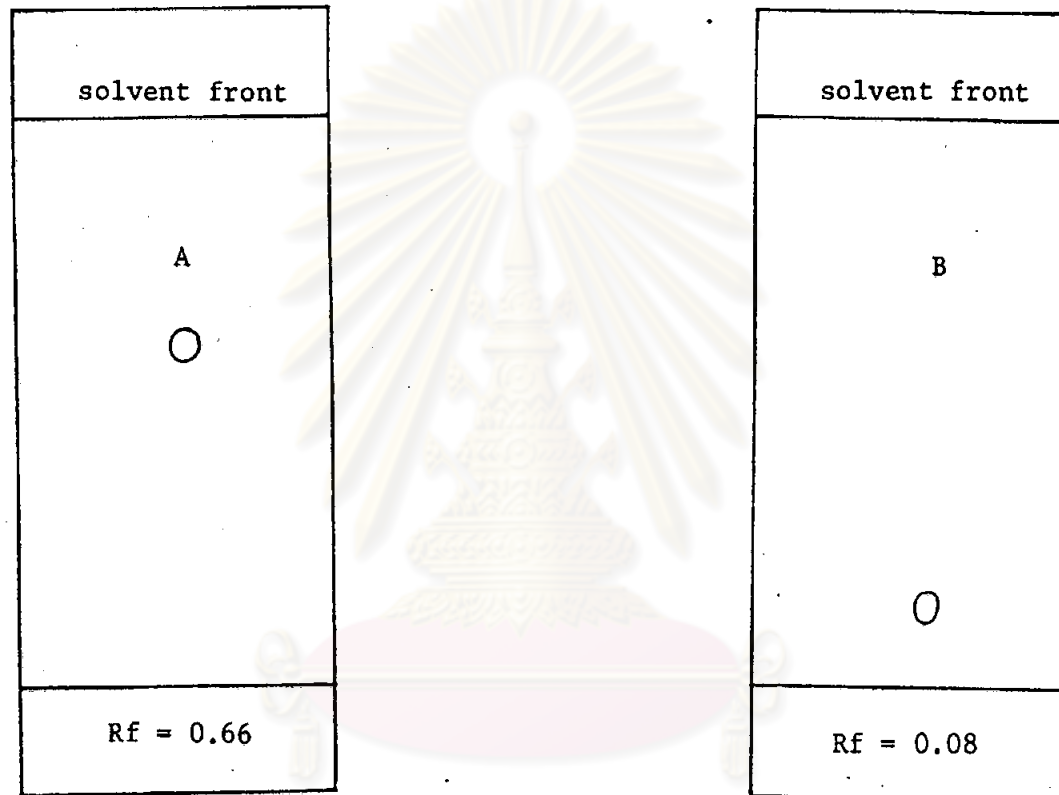 solvent front
A
Rf = 0.66
solvent front
B
Rf = 0.08